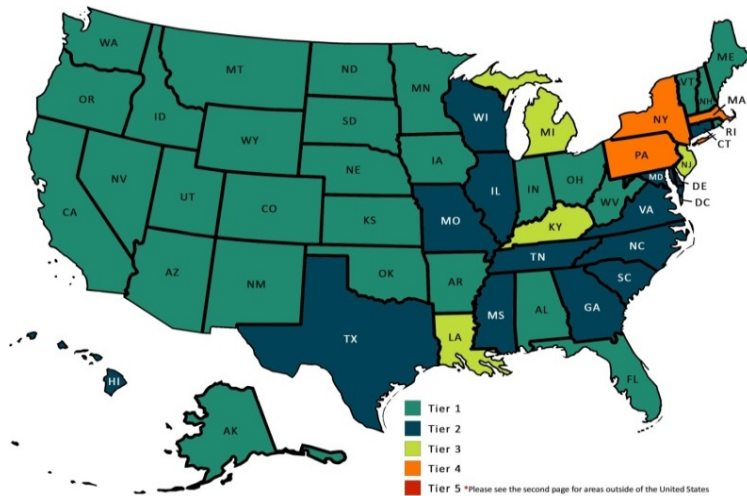 WA
ME
MT
ND
MN
VT
NH
MA
OR
ID
SD
WI
MI
NY
RI
CT
WY
IA
PA
NJ
NE
NV
UT
CO
IL
IN
OH
MD
DE
DC
WV
VA
CA
KS
MO
KY
NC
TN
AZ
NM
OK
AR
SC
MS
AL
GA
TX
LA
FL
HI
AK
Tier 1
Tier 2
Tier 3
Tier 4
Tier 5 *Please see the second page for areas outside of the United States